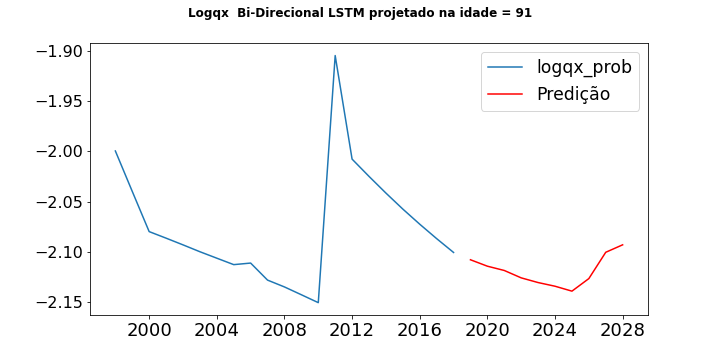 Logqx  Bi-Direcional LSTM projetado na idade = 91
−1.90
−1.95
−2.00
−2.05
−2.10
−2.15
logqx_prob
Predição
2000 2004 2008 2012 2016 2020 2024 2028